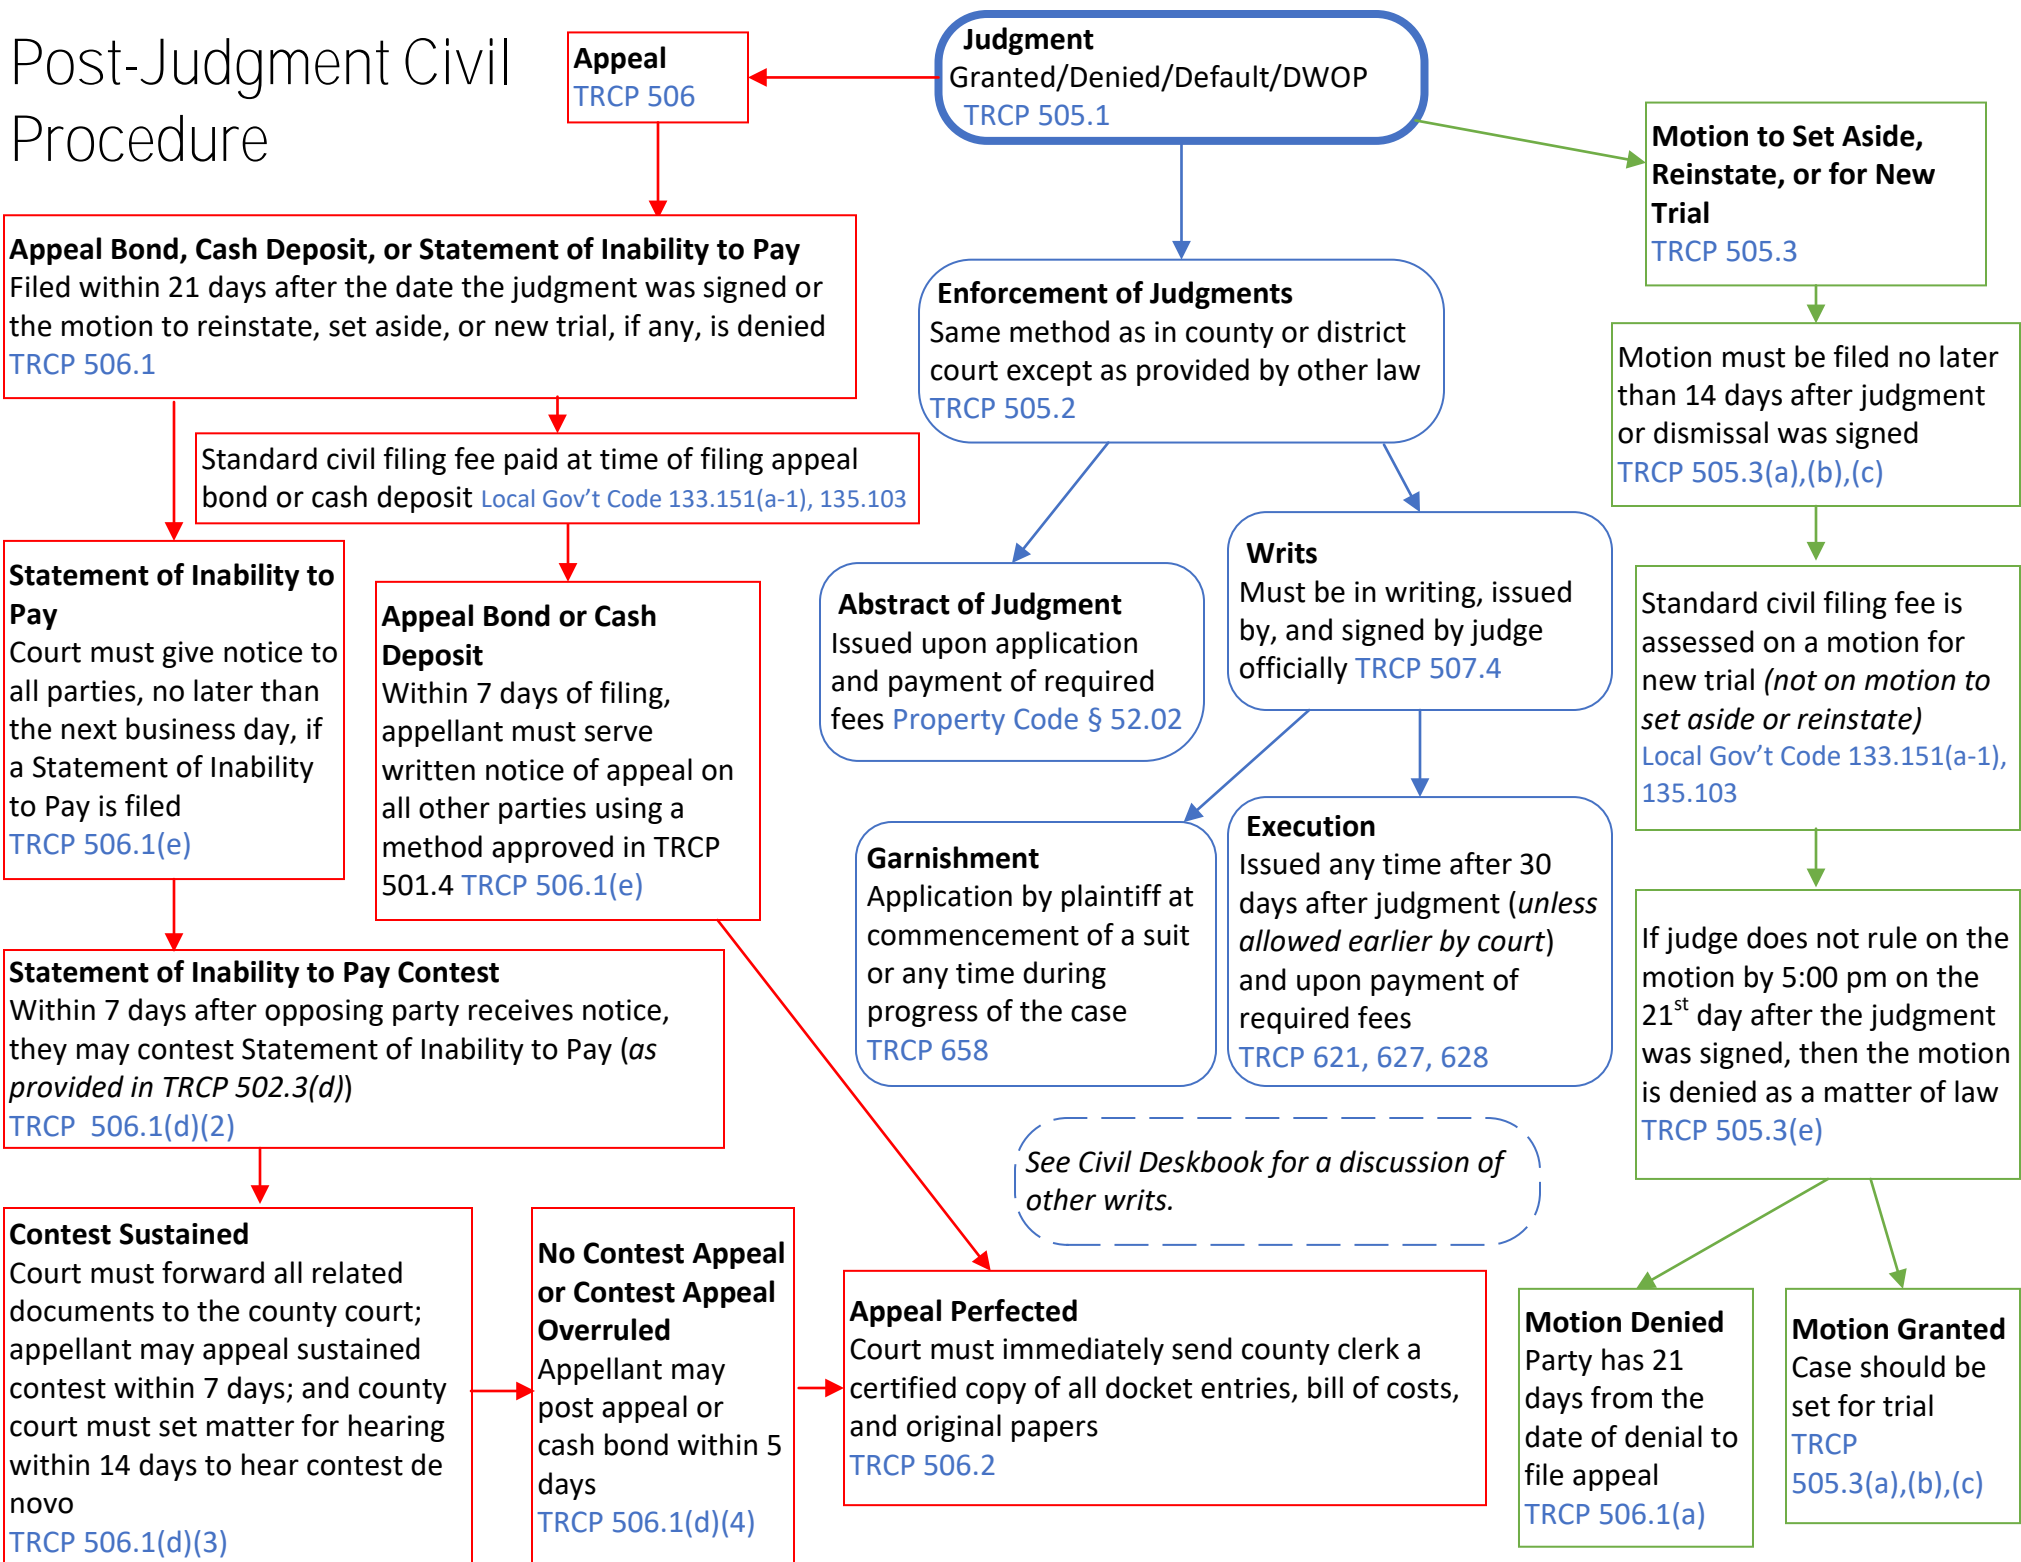 Post-Judgment Civil
Procedure
Appeal
TRCP 506
Judgment
Granted/Denied/Default/DWOP
TRCP 505.1
Motion to Set Aside,
Reinstate, or for New
Trial
TRCP 505.3
Appeal Bond, Cash Deposit, or Statement of Inability to Pay
Filed within 21 days after the date the judgment was signed or
the motion to reinstate, set aside, or new trial, if any, is denied
TRCP 506.1
Enforcement of Judgments
Same method as in county or district
court except as provided by other law
TRCP 505.2
Motion must be filed no later
than 14 days after judgment
or dismissal was signed
TRCP 505.3(a),(b),(c)
Standard civil filing fee paid at time of filing appeal
bond or cash deposit Local Gov’t Code 133.151(a-1), 135.103
Statement of Inability to
Pay
Court must give notice to
all parties, no later than
the next business day, if
a Statement of Inability
to Pay is filed
TRCP 506.1(e)
Appeal Bond or Cash
Deposit
Within 7 days of filing,
appellant must serve
written notice of appeal on
all other parties using a
method approved in TRCP
501.4 TRCP 506.1(e)
Abstract of Judgment
Issued upon application
and payment of required
fees Property Code § 52.02
Writs
Must be in writing, issued
by, and signed by judge
officially TRCP 507.4
Standard civil filing fee is
assessed on a motion for
new trial (not on motion to
set aside or reinstate)
Local Gov’t Code 133.151(a-1),
135.103
Garnishment
Application by plaintiff at
commencement of a suit
or any time during
progress of the case
TRCP 658
Execution
Issued any time after 30
days after judgment (unless
allowed earlier by court)
and upon payment of
required fees
TRCP 621, 627, 628
If judge does not rule on the
motion by 5:00 pm on the
21st day after the judgment
was signed, then the motion
is denied as a matter of law
TRCP 505.3(e)
Statement of Inability to Pay Contest
Within 7 days after opposing party receives notice,
they may contest Statement of Inability to Pay (as
provided in TRCP 502.3(d))
TRCP 506.1(d)(2)
See Civil Deskbook for a discussion of
other writs.
Contest Sustained
Court must forward all related
documents to the county court;
appellant may appeal sustained
contest within 7 days; and county
court must set matter for hearing
within 14 days to hear contest de
novo
TRCP 506.1(d)(3)
No Contest Appeal
or Contest Appeal
Overruled
Appellant may
post appeal or
cash bond within 5
days
TRCP 506.1(d)(4)
Appeal Perfected
Court must immediately send county clerk a
certified copy of all docket entries, bill of costs,
and original papers
TRCP 506.2
Motion Denied
Party has 21
days from the
date of denial to
file appeal
TRCP 506.1(a)
Motion Granted
Case should be
set for trial
TRCP
505.3(a),(b),(c)